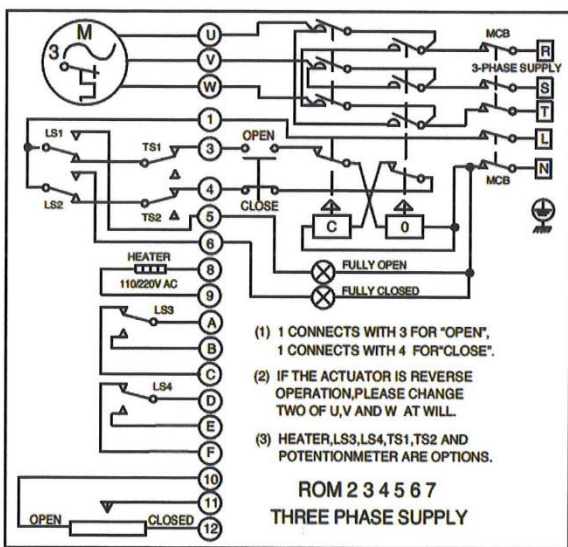 M
3
U
V
W
MCB
R
3-PHASE SUPPLY
S
T
L
N
MCB
1
LS1
TS1
3
OPEN
LS2
TS2
4
CLOSE
5
C
0
6
HEATER
8
FULLY OPEN
110/220V AC
9
FULLY CLOSED
LS3
A
B
C
LS4
D
E
F
10
11
OPEN
CLOSED
12
(1) 1 CONNECTS WITH 3 FOR "OPEN",
1 CONNECTS WITH 4 FOR"CLOSE".
(2) IF THE ACTUATOR IS REVERSE
OPERATION,PLEASE CHANGE
TWO OF U,V AND W AT WILL.
(3) HEATER,LS3,LS4,TS1,TS2 AND
POTENTIONMETER ARE OPTIONS.
ROM 2 3 4 5 6 7
THREE PHASE SUPPLY